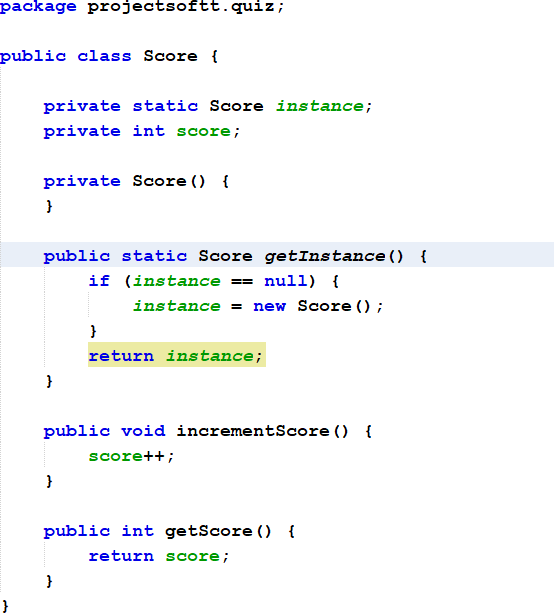 package projectsoftt.quiz;
public class Score {
private static Score instance;
private int score;
private Score() {
}
public static Score getInstance() {
if (instance == null) {
instance = new Score();
}
return instance;
}
public void incrementScore() {
score++;
}
public int getScore() {
return score;
}
}